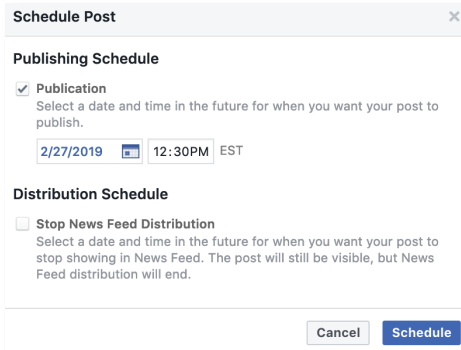 Schedule Post
Publishing Schedule
Publication
Select a date and time in the future for when you want your post to
publish.
2/27/2019 12:30PM EST
Distribution Schedule
Stop News Feed Distribution
Select a date and time in the future for when you want your post to
stop showing in News Feed. The post will still be visible, but News
Feed distribution will end.
Cancel Schedule